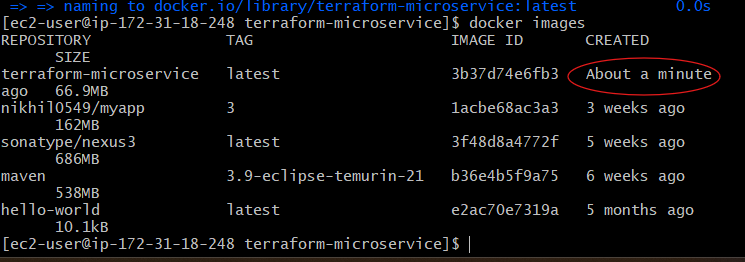 => => naming to docker.io/library/terraform-microservice:latest 0.0s
[ec2-user@ip-172-31-18-248 terraform-microservice]$ docker images
REPOSITORY TAG IMAGE ID CREATED
SIZE
terraform-microservice latest 3b37d74e6fb3 About a minute
ago 66.9MB
nikhil0549/myapp 3 1acbe68ac3a3 3 weeks ago
162MB
sonatype/nexus3 latest 3f48d8a4772f 5 weeks ago
686MB
maven 3.9-eclipse-temurin-21 b36e4b5f9a75 6 weeks ago
538MB
hello-world latest e2ac70e7319a 5 months ago
10.1kB
[ec2-user@ip-172-31-18-248 terraform-microservice]$